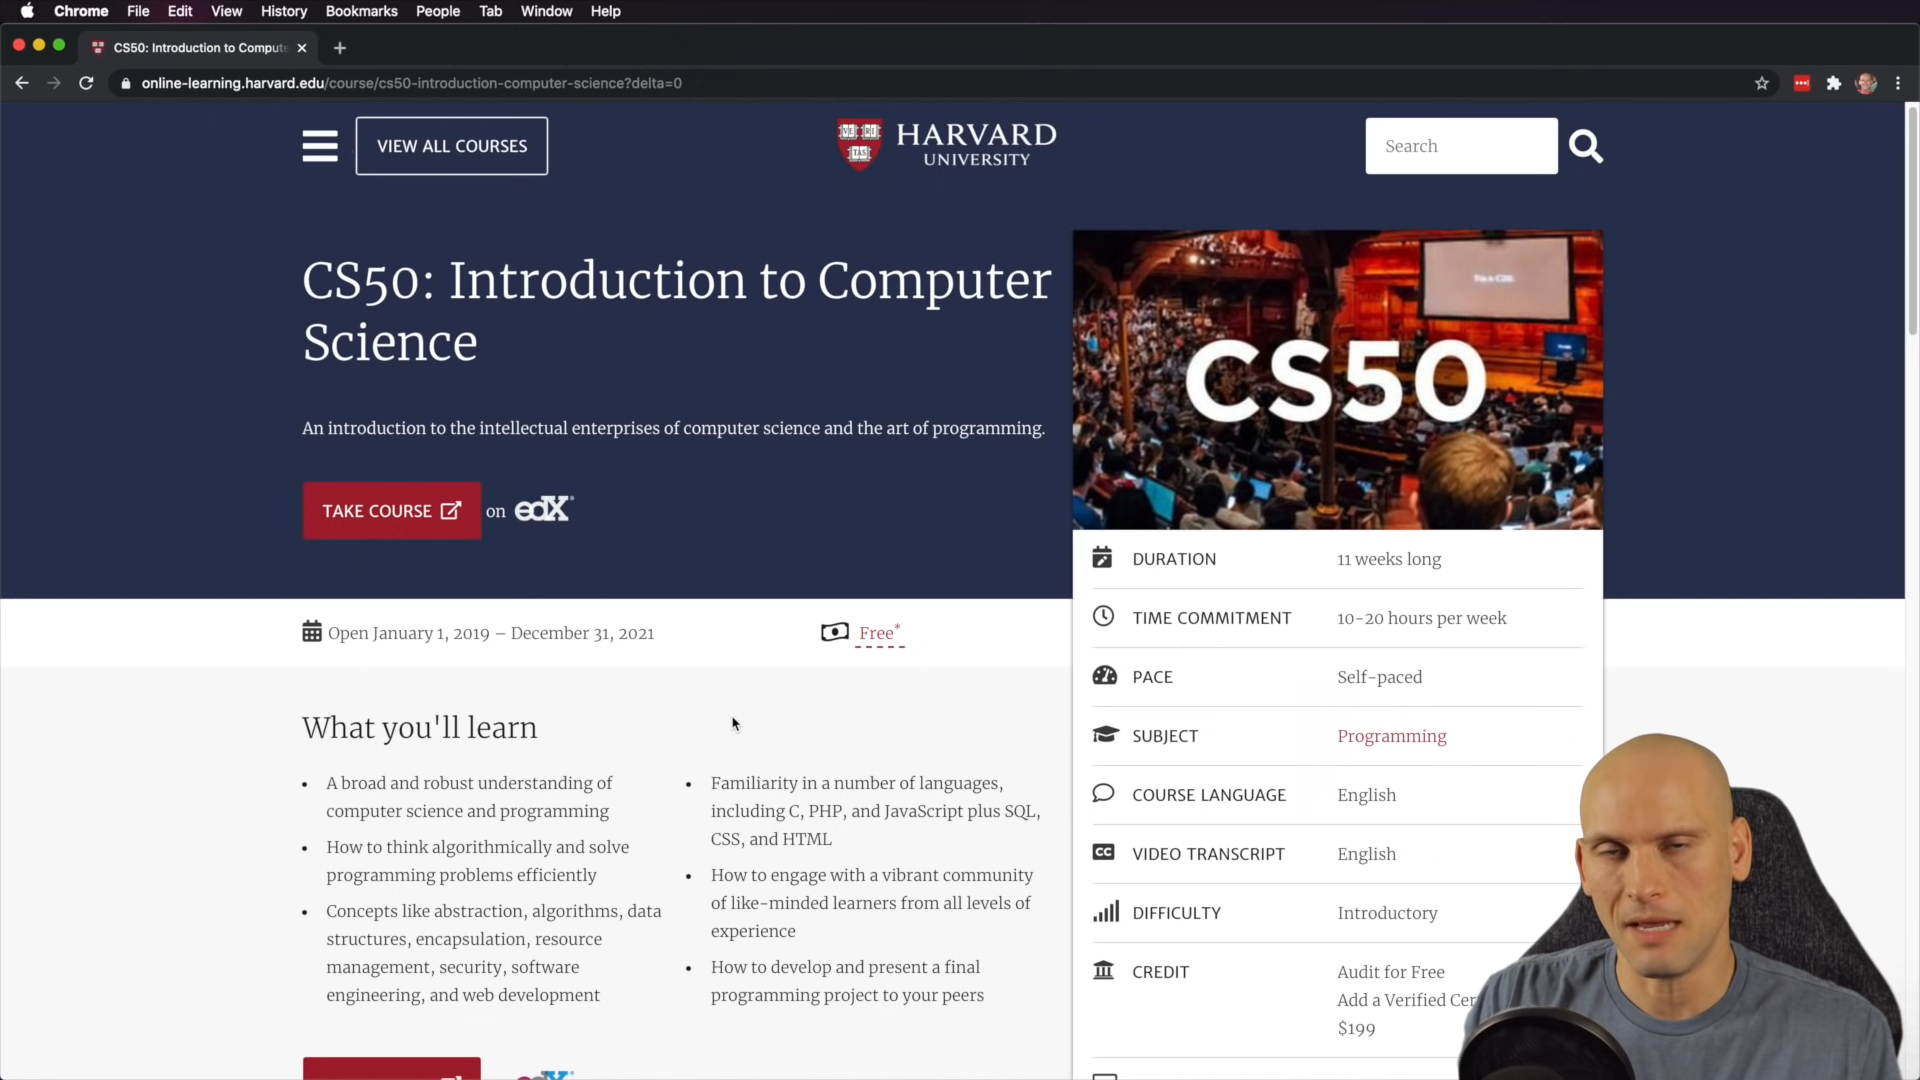 Chrome File Edit View History Bookmarks People Tab Window Help
CS50: Introduction to Compute
online-learning.harvard.edu/course/cs50-introduction-computer-science?delta=0
VIEW ALL COURSES
VE RI TAS
HARVARD
UNIVERSITY
Search
CS50: Introduction to Computer
Science
An introduction to the intellectual enterprises of computer science and the art of programming.
TAKE COURSE on edX
This is CS50.
CS50
Open January 1, 2019 – December 31, 2021
Free*
What you'll learn
• A broad and robust understanding of
computer science and programming
• How to think algorithmically and solve
programming problems efficiently
• Concepts like abstraction, algorithms, data
structures, encapsulation, resource
management, security, software
engineering, and web development
• Familiarity in a number of languages,
including C, PHP, and JavaScript plus SQL,
CSS, and HTML
• How to engage with a vibrant community
of like-minded learners from all levels of
experience
• How to develop and present a final
programming project to your peers
DURATION 11 weeks long
TIME COMMITMENT 10-20 hours per week
PACE Self-paced
SUBJECT Programming
COURSE LANGUAGE English
CC VIDEO TRANSCRIPT English
DIFFICULTY Introductory
CREDIT Audit for Free
Add a Verified Cer
$199